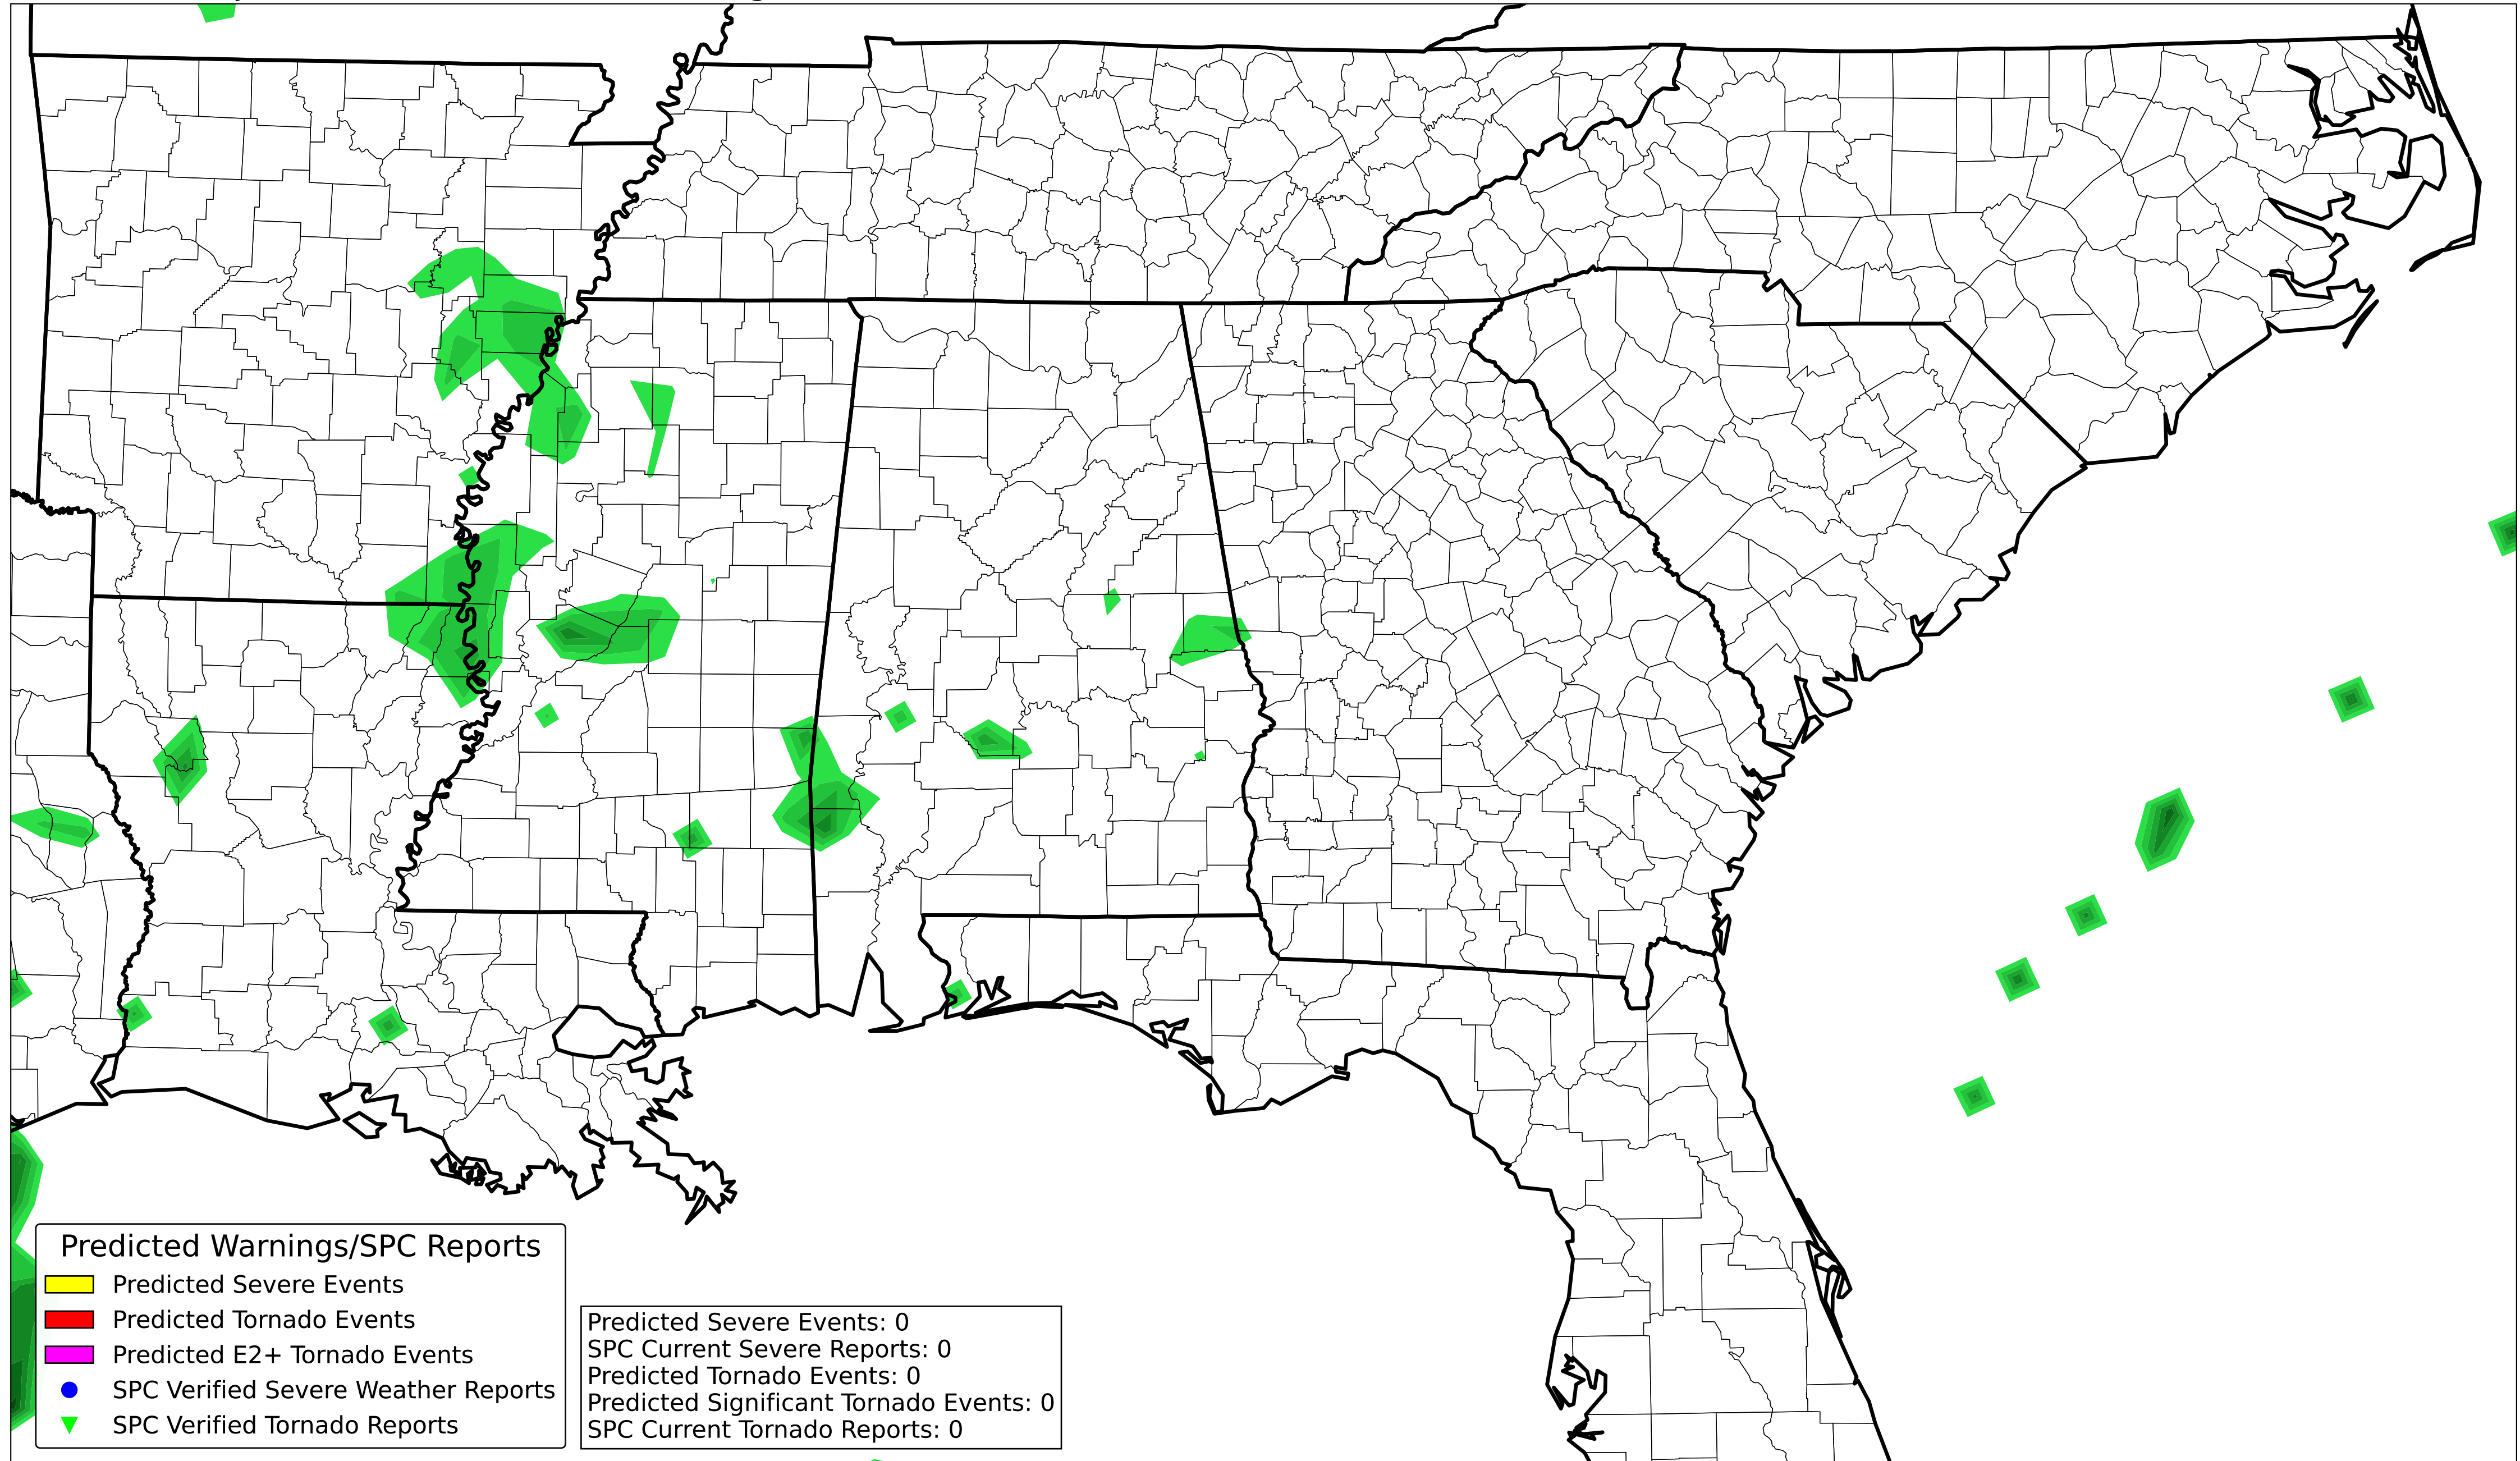 Predicted Warnings/SPC Reports
Predicted Severe Events
Predicted Tornado Events
Predicted E2+ Tornado Events
SPC Verified Severe Weather Reports
SPC Verified Tornado Reports
Predicted Severe Events: 0
SPC Current Severe Reports: 0
Predicted Tornado Events: 0
Predicted Significant Tornado Events: 0
SPC Current Tornado Reports: 0